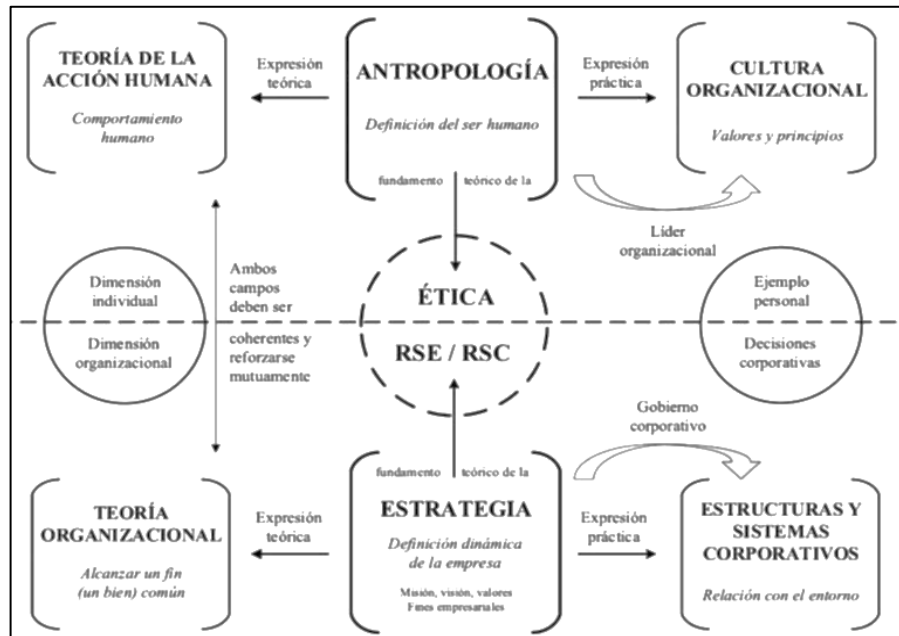 TEORÍA DE LA
ACCIÓN HUMANA
Comportamiento
humano
Expresión
teórica
ANTROPOLOGÍA
Definición del ser humano
fundamento teórico de la
Expresión
práctica
CULTURA
ORGANIZACIONAL
Valores y principios
Líder
organizacional
Dimensión
individual
Dimensión
organizacional
Ambos
campos
deben ser
coherentes y
reforzarse
mutuamente
ÉTICA
RSE / RSC
Ejemplo
personal
Decisiones
corporativas
Gobierno
corporativo
TEORÍA
ORGANIZACIONAL
Alcanzar un fin
(un bien) común
Expresión
teórica
fundamento teórico de la
ESTRATEGIA
Definición dinámica
de la empresa
Misión, visión, valores
Fines empresariales
Expresión
práctica
ESTRUCTURAS Y
SISTEMAS
CORPORATIVOS
Relación con el entorno